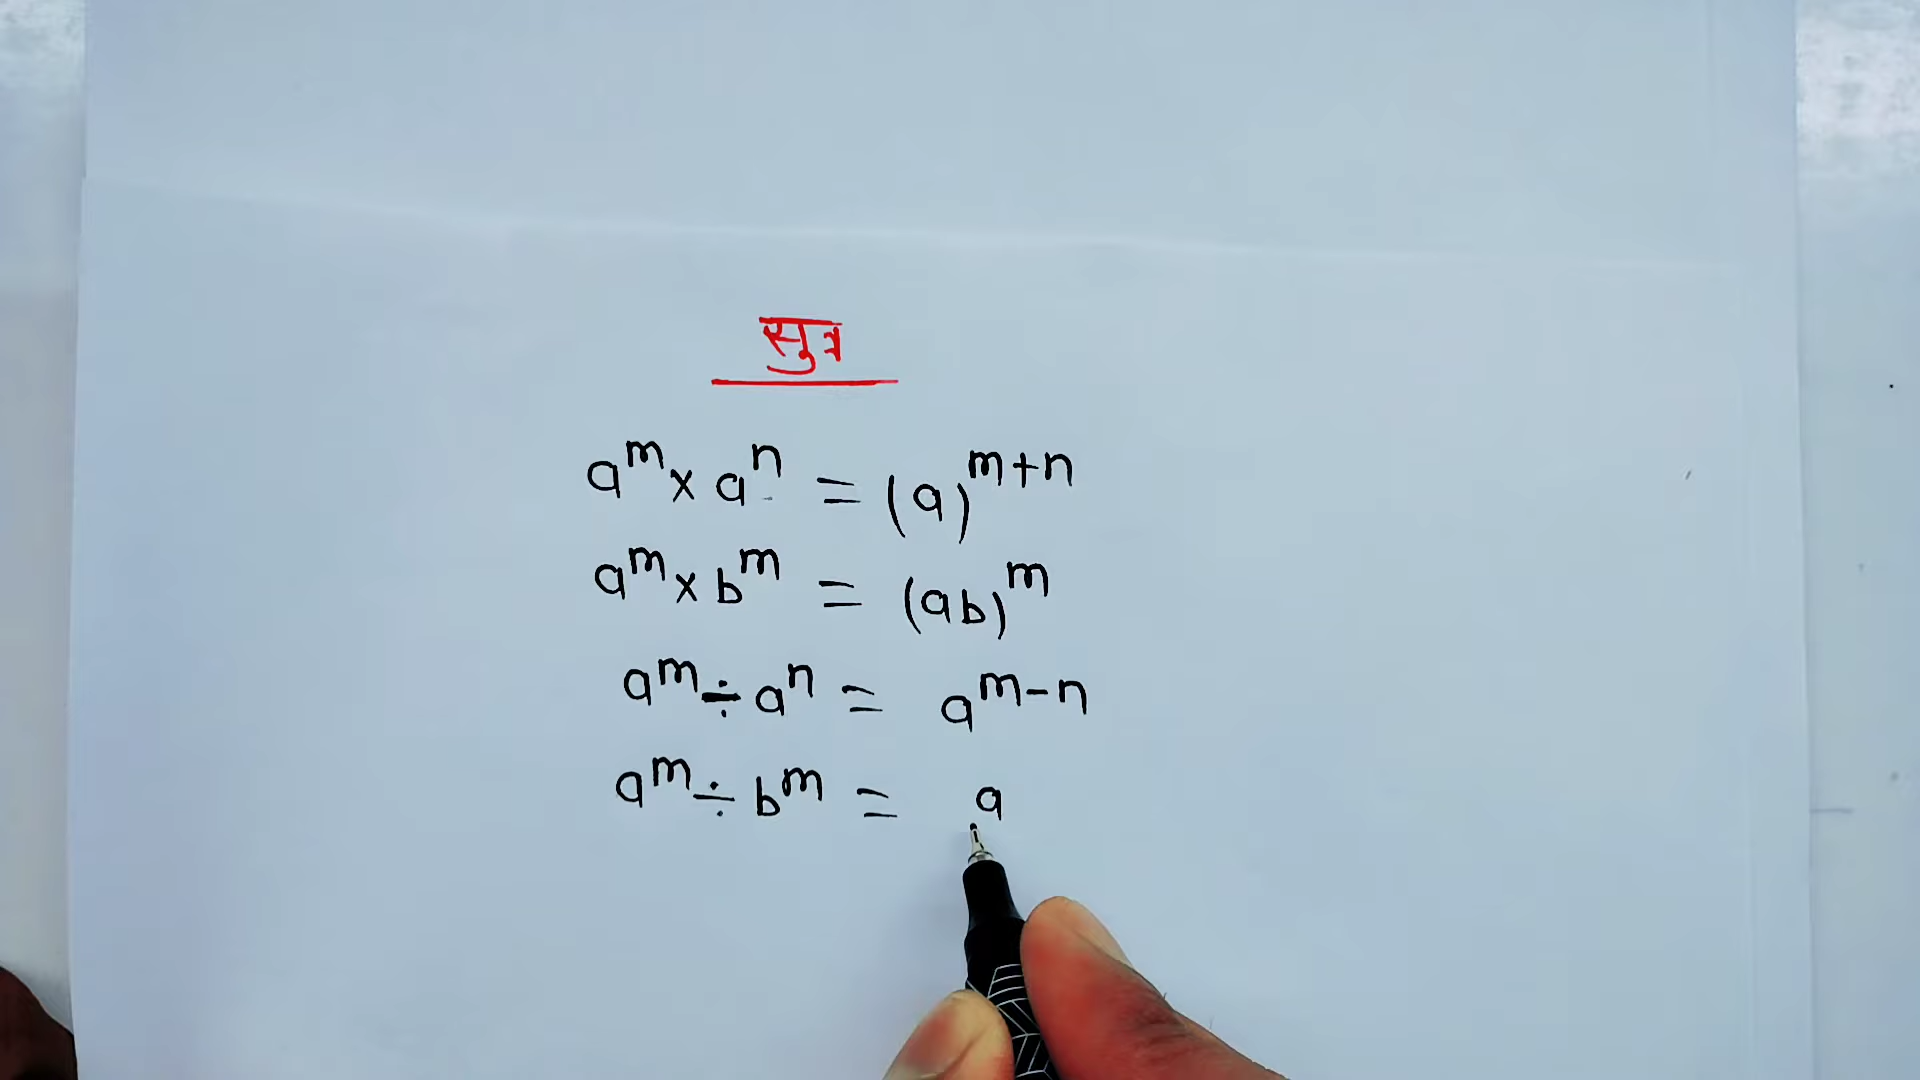 सुत्र
a^m × a^n = (a)^m+n
a^m × b^m = (ab)^m
a^m ÷ a^n = a^m-n
a^m ÷ b^m = a